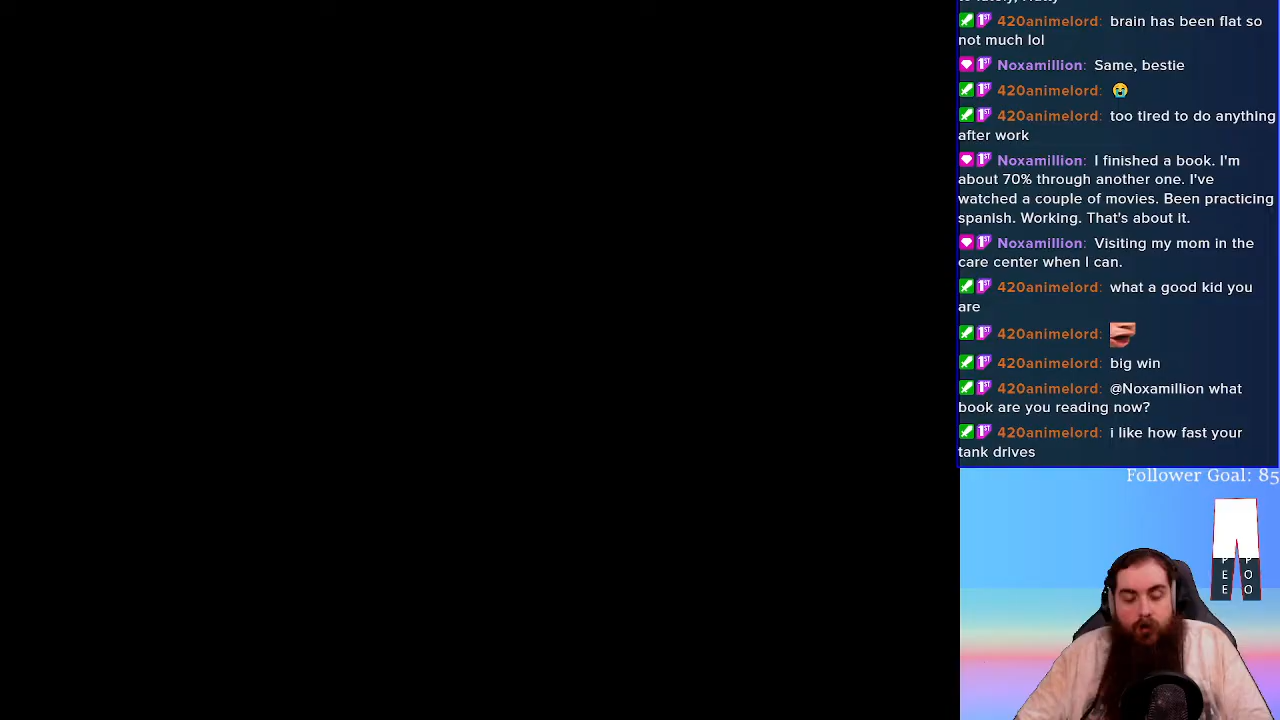 420animelord: brain has been flat so
not much lol
Noxamillion: Same, bestie
420animelord: 😭
420animelord: too tired to do anything
after work
Noxamillion: I finished a book. I'm
about 70% through another one. I've
watched a couple of movies. Been practicing
spanish. Working. That's about it.
Noxamillion: Visiting my mom in the
care center when I can.
420animelord: what a good kid you
are
420animelord:
420animelord: big win
420animelord: @Noxamillion what
book are you reading now?
420animelord: i like how fast your
tank drives
Follower Goal: 85
PEE
POO